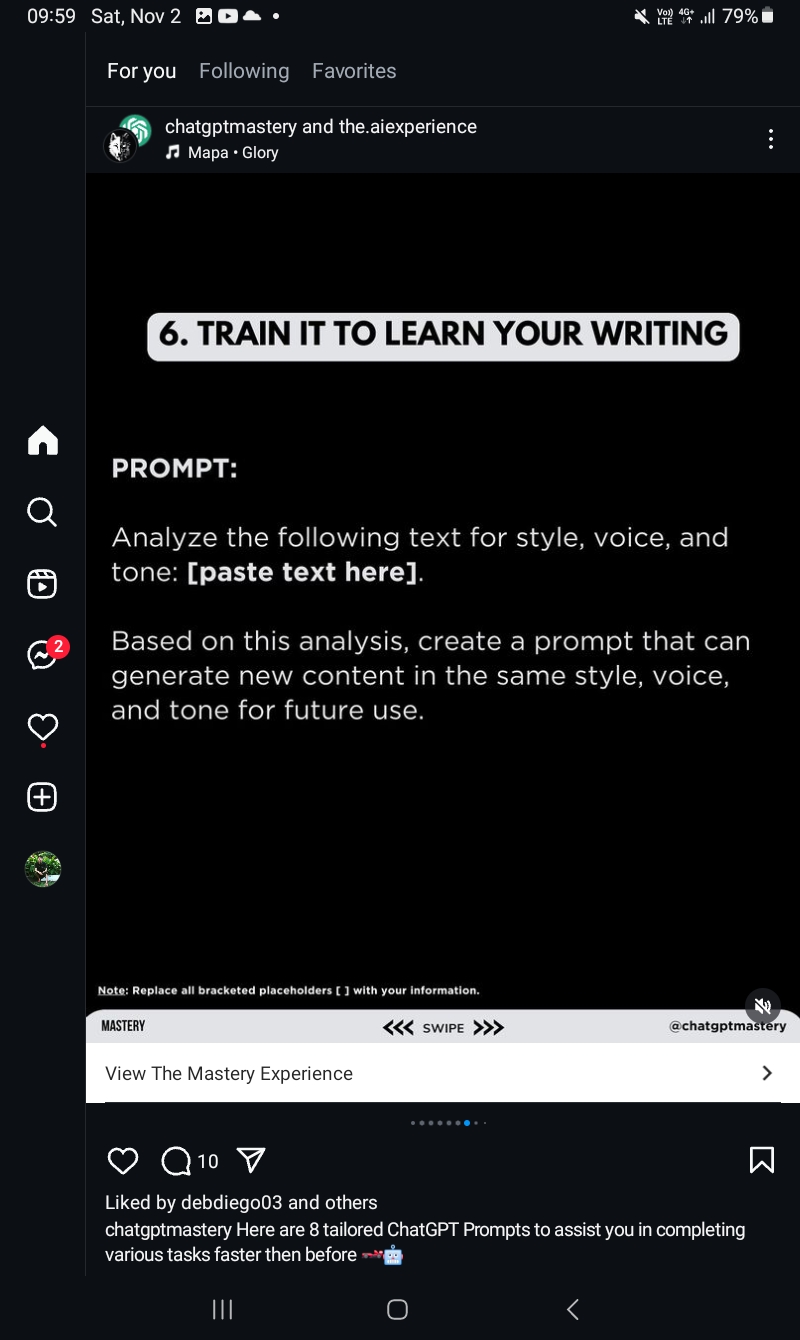 09:59 Sat, Nov 2
Vo)) LTE 4G+ 79%
For you Following Favorites
chatgptmastery and the.aiexperience
Mapa • Glory
6. TRAIN IT TO LEARN YOUR WRITING
PROMPT:
Analyze the following text for style, voice, and
tone: [paste text here].
Based on this analysis, create a prompt that can
generate new content in the same style, voice,
and tone for future use.
2
Note: Replace all bracketed placeholders [ ] with your information.
MASTERY <<< SWIPE >>> @chatgptmastery
View The Mastery Experience
10
Liked by debdiego03 and others
chatgptmastery Here are 8 tailored ChatGPT Prompts to assist you in completing
various tasks faster then before